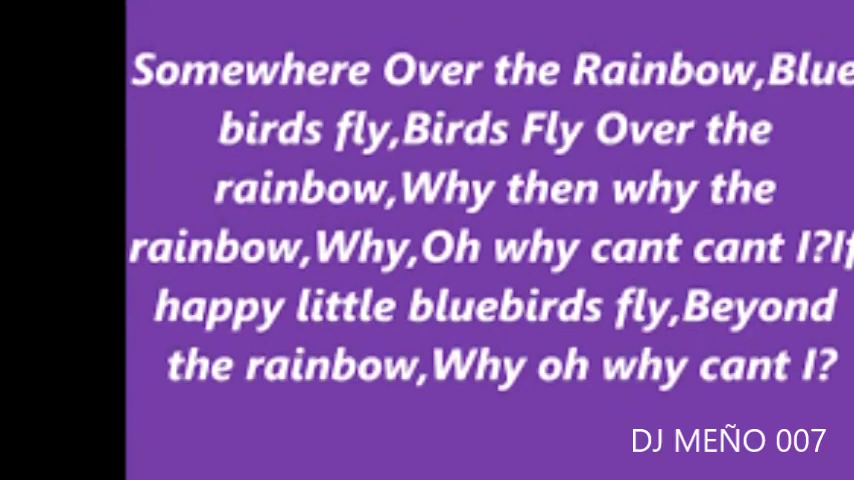 Somewhere Over the Rainbow,Blue
birds fly,Birds Fly Over the
rainbow,Why then why the
rainbow,Why,Oh why cant cant I?If
happy little bluebirds fly,Beyond
the rainbow,Why oh why cant I?
DJ MEÑO 007